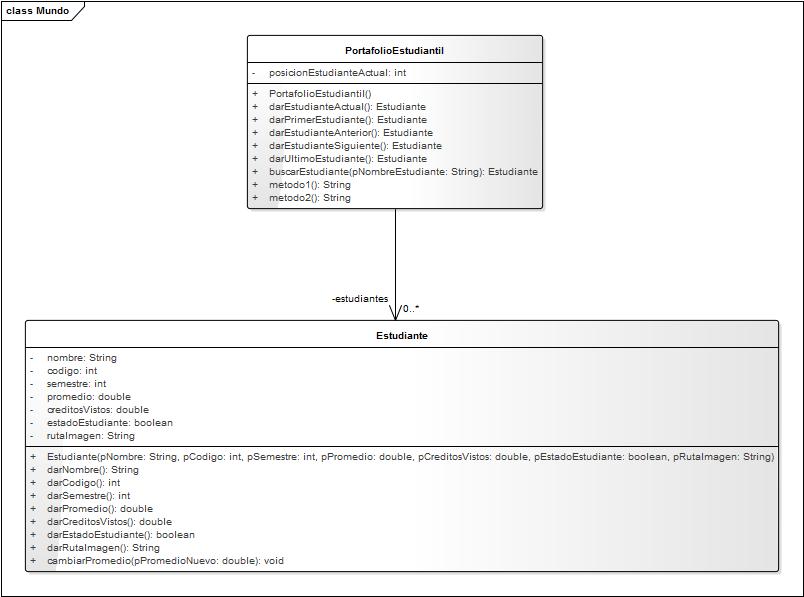 class Mundo
PortafolioEstudiantil
- posicionEstudianteActual: int
+ PortafolioEstudiantil()
+ darEstudianteActual(): Estudiante
+ darPrimerEstudiante(): Estudiante
+ darEstudianteAnterior(): Estudiante
+ darEstudianteSiguiente(): Estudiante
+ darUltimoEstudiante(): Estudiante
+ buscarEstudiante(pNombreEstudiante: String): Estudiante
+ metodo1(): String
+ metodo2(): String
-estudiantes
0..*
Estudiante
- nombre: String
- codigo: int
- semestre: int
- promedio: double
- creditosVistos: double
- estadoEstudiante: boolean
- rutaImagen: String
+ Estudiante(pNombre: String, pCodigo: int, pSemestre: int, pPromedio: double, pCreditosVistos: double, pEstadoEstudiante: boolean, pRutaImagen: String)
+ darNombre(): String
+ darCodigo(): int
+ darSemestre(): int
+ darPromedio(): double
+ darCreditosVistos(): double
+ darEstadoEstudiante(): boolean
+ darRutaImagen(): String
+ cambiarPromedio(pPromedioNuevo: double): void